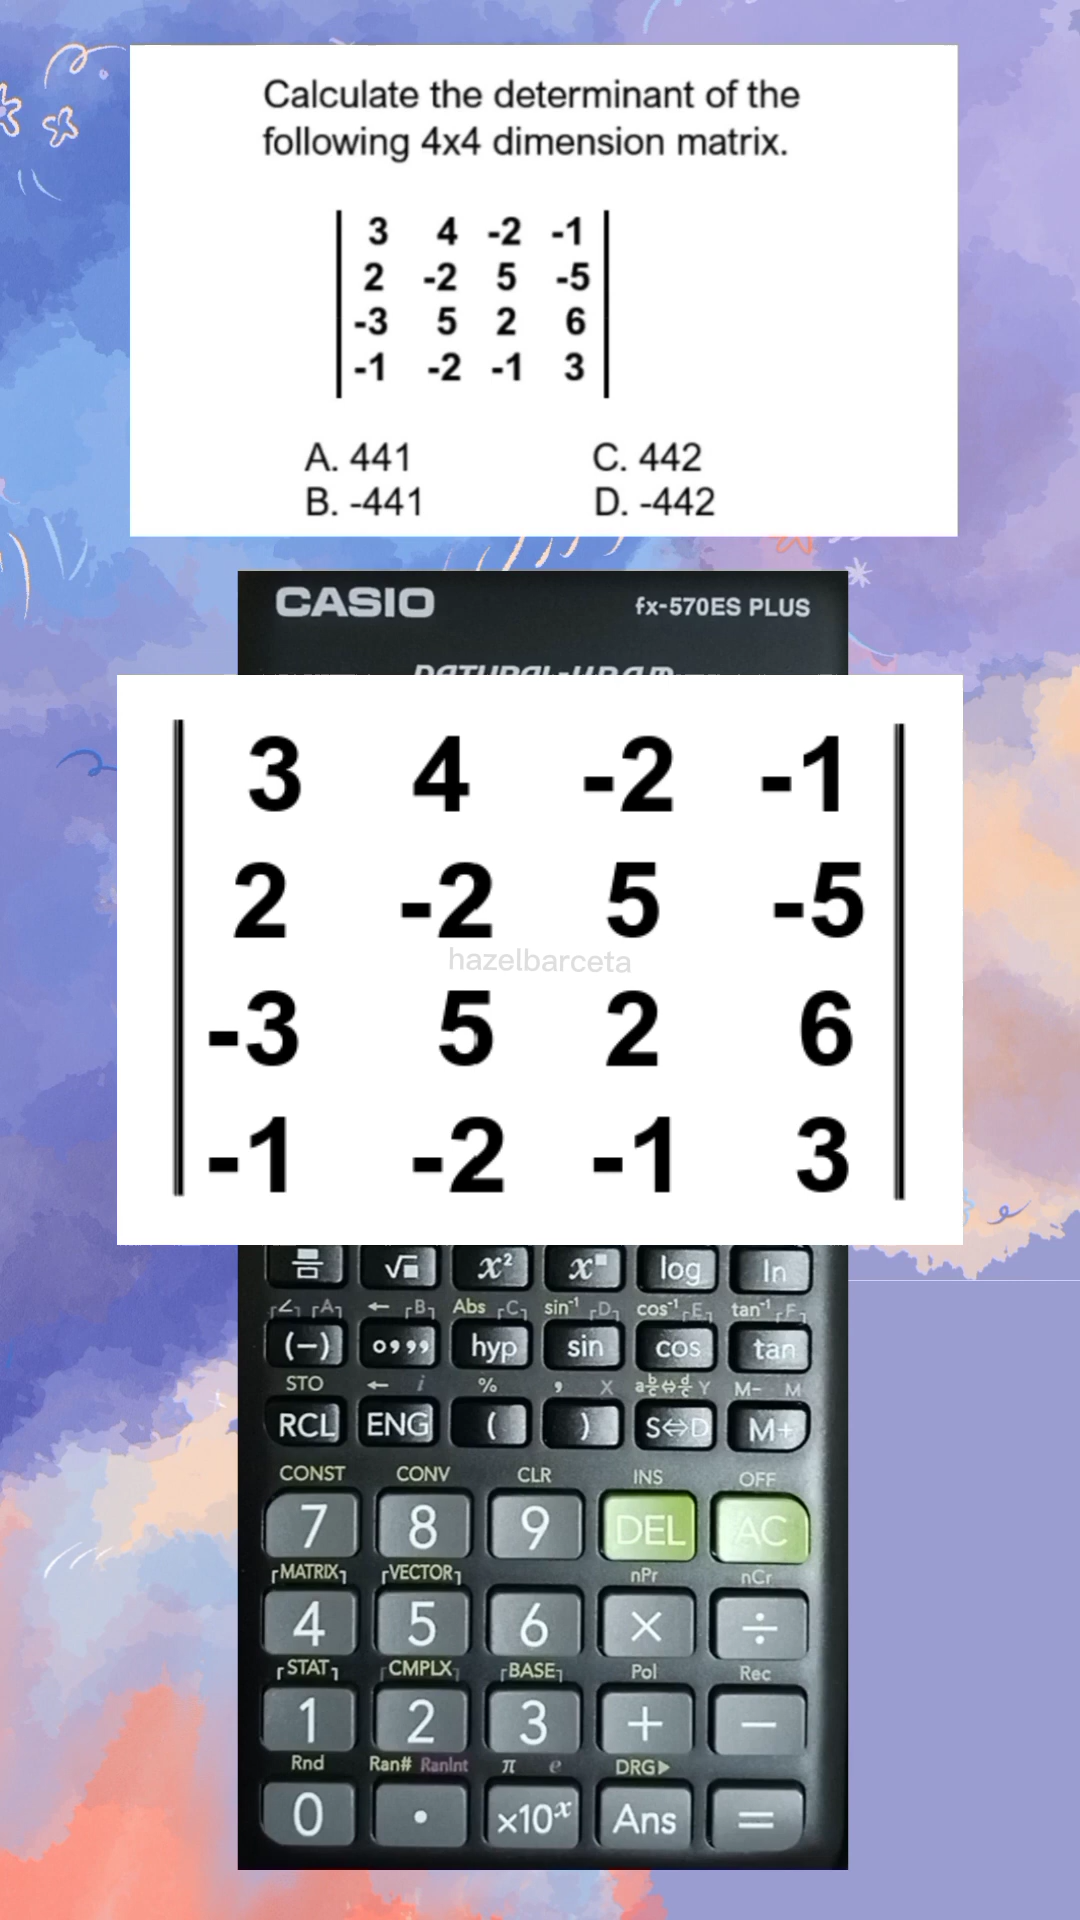 Calculate the determinant of the
following 4x4 dimension matrix.
3 4 -2 -1
2 -2 5 -5
-3 5 2 6
-1 -2 -1 3
A. 441 C. 442
B. -441 D. -442
CASIO fx-570ES PLUS
3 4 -2 -1
2 -2 5 -5
hazelbarceta
-3 5 2 6
-1 -2 -1 3
√■ x² x■ log ln
∠ A ← B Abs C sin⁻¹ D cos⁻¹ E tan⁻¹ F
(−) o,,, hyp sin cos tan
STO ← i % , X a b/c⇔d/c Y M− M
RCL ENG ( ) S⇔D M+
CONST CONV CLR INS OFF
7 8 9 DEL AC
MATRIX VECTOR nPr nCr
4 5 6 × ÷
STAT CMPLX BASE Pol Rec
1 2 3 + −
Rnd Ran# RanInt π e DRG▶
0 • ×10ˣ Ans =